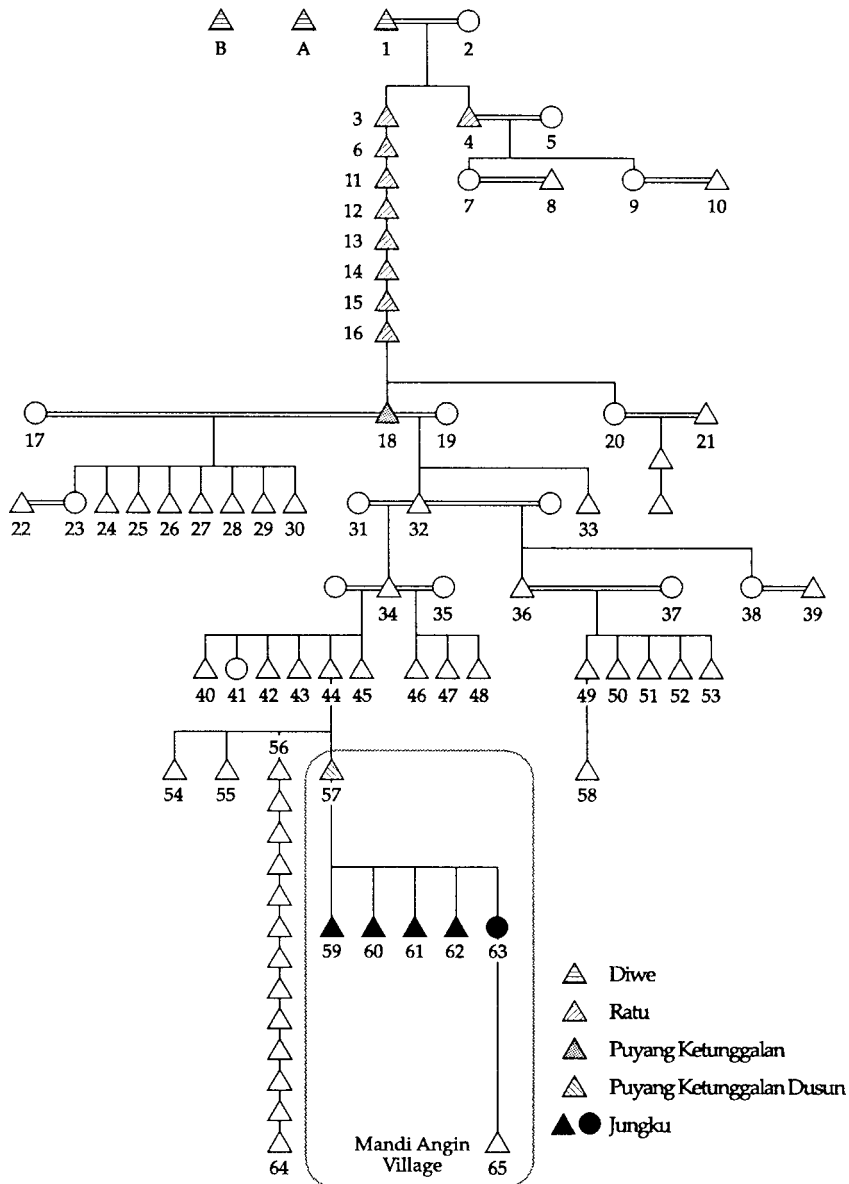 B A 1 2
3 4 5
6
11 7 8 9 10
12
13
14
15
16
17 18 19 20 21
22 23 24 25 26 27 28 29 30 31 32 33
34 35 36 37 38 39
40 41 42 43 44 45 46 47 48 49 50 51 52 53
56
54 55 57 58
59 60 61 62 63
Diwe
Ratu
Puyang Ketunggalan
Puyang Ketunggalan Dusun
Jungku
64 Mandi Angin
Village 65